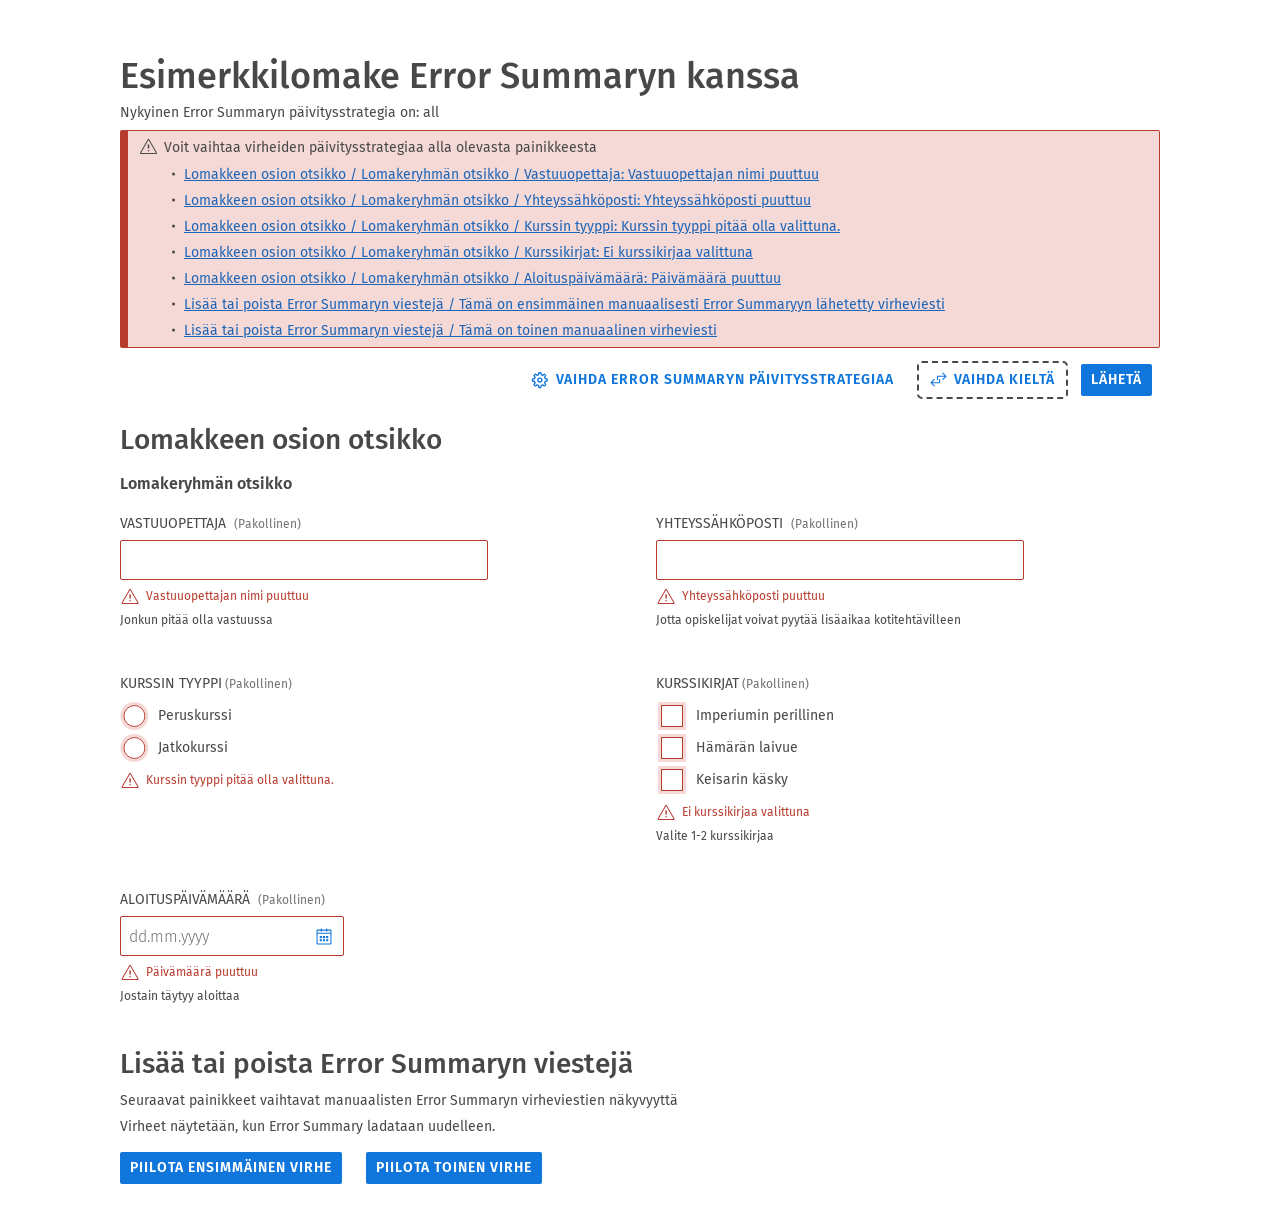 Esimerkkilomake Error Summaryn kanssa
Nykyinen Error Summaryn päivitysstrategia on: all
Voit vaihtaa virheiden päivitysstrategiaa alla olevasta painikkeesta
• Lomakkeen osion otsikko / Lomakeryhmän otsikko / Vastuuopettaja: Vastuuopettajan nimi puuttuu
• Lomakkeen osion otsikko / Lomakeryhmän otsikko / Yhteyssähköposti: Yhteyssähköposti puuttuu
• Lomakkeen osion otsikko / Lomakeryhmän otsikko / Kurssin tyyppi: Kurssin tyyppi pitää olla valittuna.
• Lomakkeen osion otsikko / Lomakeryhmän otsikko / Kurssikirjat: Ei kurssikirjaa valittuna
• Lomakkeen osion otsikko / Lomakeryhmän otsikko / Aloituspäivämäärä: Päivämäärä puuttuu
• Lisää tai poista Error Summaryn viestejä / Tämä on ensimmäinen manuaalisesti Error Summaryyn lähetetty virheviesti
• Lisää tai poista Error Summaryn viestejä / Tämä on toinen manuaalinen virheviesti
VAIHDA ERROR SUMMARYN PÄIVITYSSTRATEGIAA VAIHDA KIELTÄ LÄHETÄ
Lomakkeen osion otsikko
Lomakeryhmän otsikko
VASTUUOPETTAJA (Pakollinen)
Vastuuopettajan nimi puuttuu
Jonkun pitää olla vastuussa
YHTEYSSÄHKÖPOSTI (Pakollinen)
Yhteyssähköposti puuttuu
Jotta opiskelijat voivat pyytää lisäaikaa kotitehtävilleen
KURSSIN TYYPPI (Pakollinen)
Peruskurssi
Jatkokurssi
Kurssin tyyppi pitää olla valittuna.
KURSSIKIRJAT (Pakollinen)
Imperiumin perillinen
Hämärän laivue
Keisarin käsky
Ei kurssikirjaa valittuna
Valite 1-2 kurssikirjaa
ALOITUSPÄIVÄMÄÄRÄ (Pakollinen)
dd.mm.yyyy
Päivämäärä puuttuu
Jostain täytyy aloittaa
Lisää tai poista Error Summaryn viestejä
Seuraavat painikkeet vaihtavat manuaalisten Error Summaryn virheviestien näkyvyyttä
Virheet näytetään, kun Error Summary ladataan uudelleen.
PIILOTA ENSIMMÄINEN VIRHE PIILOTA TOINEN VIRHE